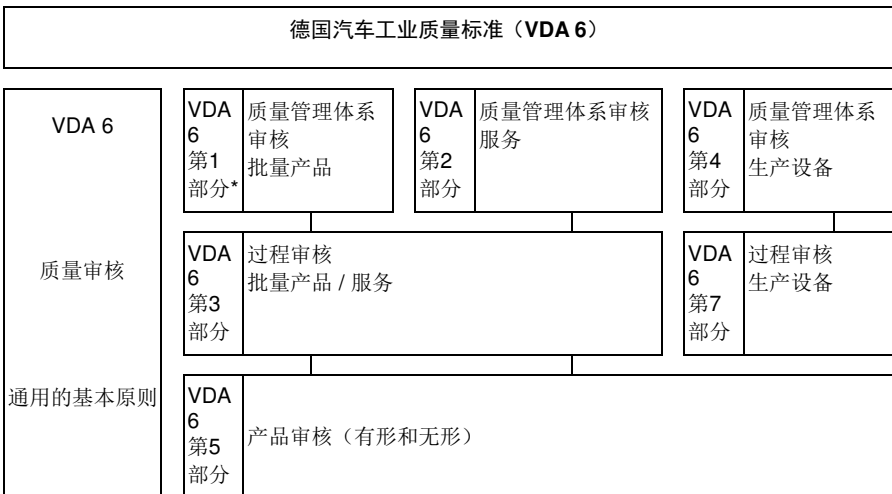 德国汽车工业质量标准（VDA 6）
VDA 6
质量审核
通用的基本原则
VDA
6
第1
部分*
质量管理体系
审核
批量产品
VDA
6
第2
部分
质量管理体系审核
服务
VDA
6
第4
部分
质量管理体系
审核
生产设备
VDA
6
第3
部分
过程审核
批量产品 / 服务
VDA
6
第7
部分
过程审核
生产设备
VDA
6
第5
部分
产品审核（有形和无形）